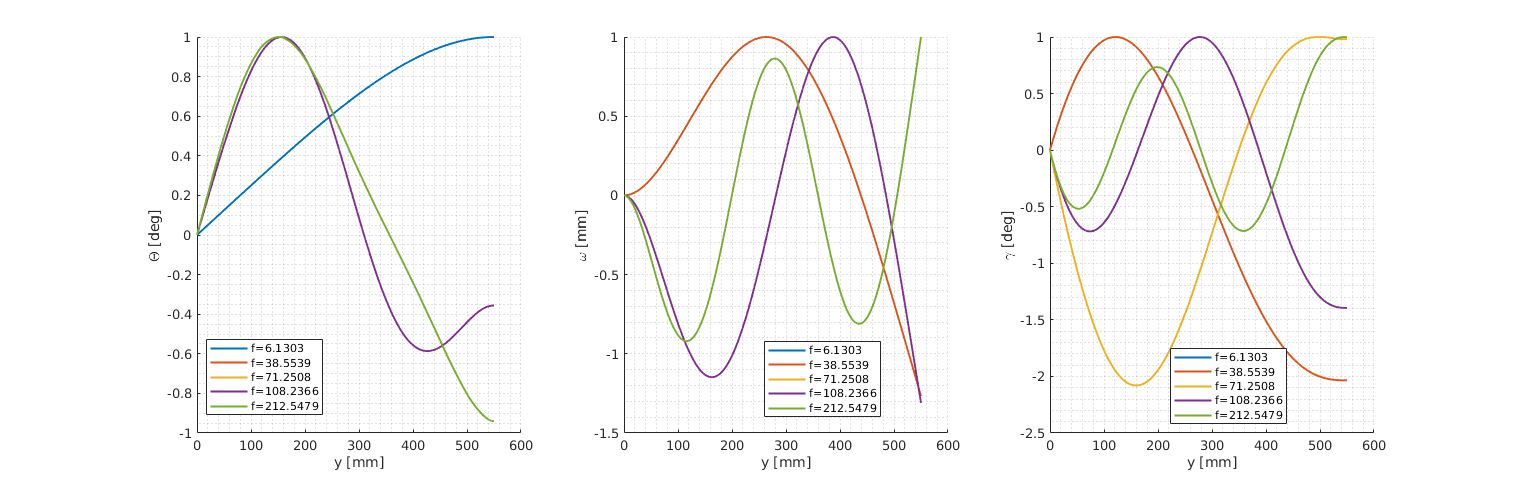 1
0.8
0.6
0.4
0.2
0
-0.2
-0.4
-0.6
-0.8
-1
Θ [deg]
f=6.1303
f=38.5539
f=71.2508
f=108.2366
f=212.5479
0 100 200 300 400 500 600
y [mm]
1
0.5
0
-0.5
-1
-1.5
ω [mm]
f=6.1303
f=38.5539
f=71.2508
f=108.2366
f=212.5479
0 100 200 300 400 500 600
y [mm]
1
0.5
0
-0.5
-1
-1.5
-2
-2.5
γ [deg]
f=6.1303
f=38.5539
f=71.2508
f=108.2366
f=212.5479
0 100 200 300 400 500 600
y [mm]